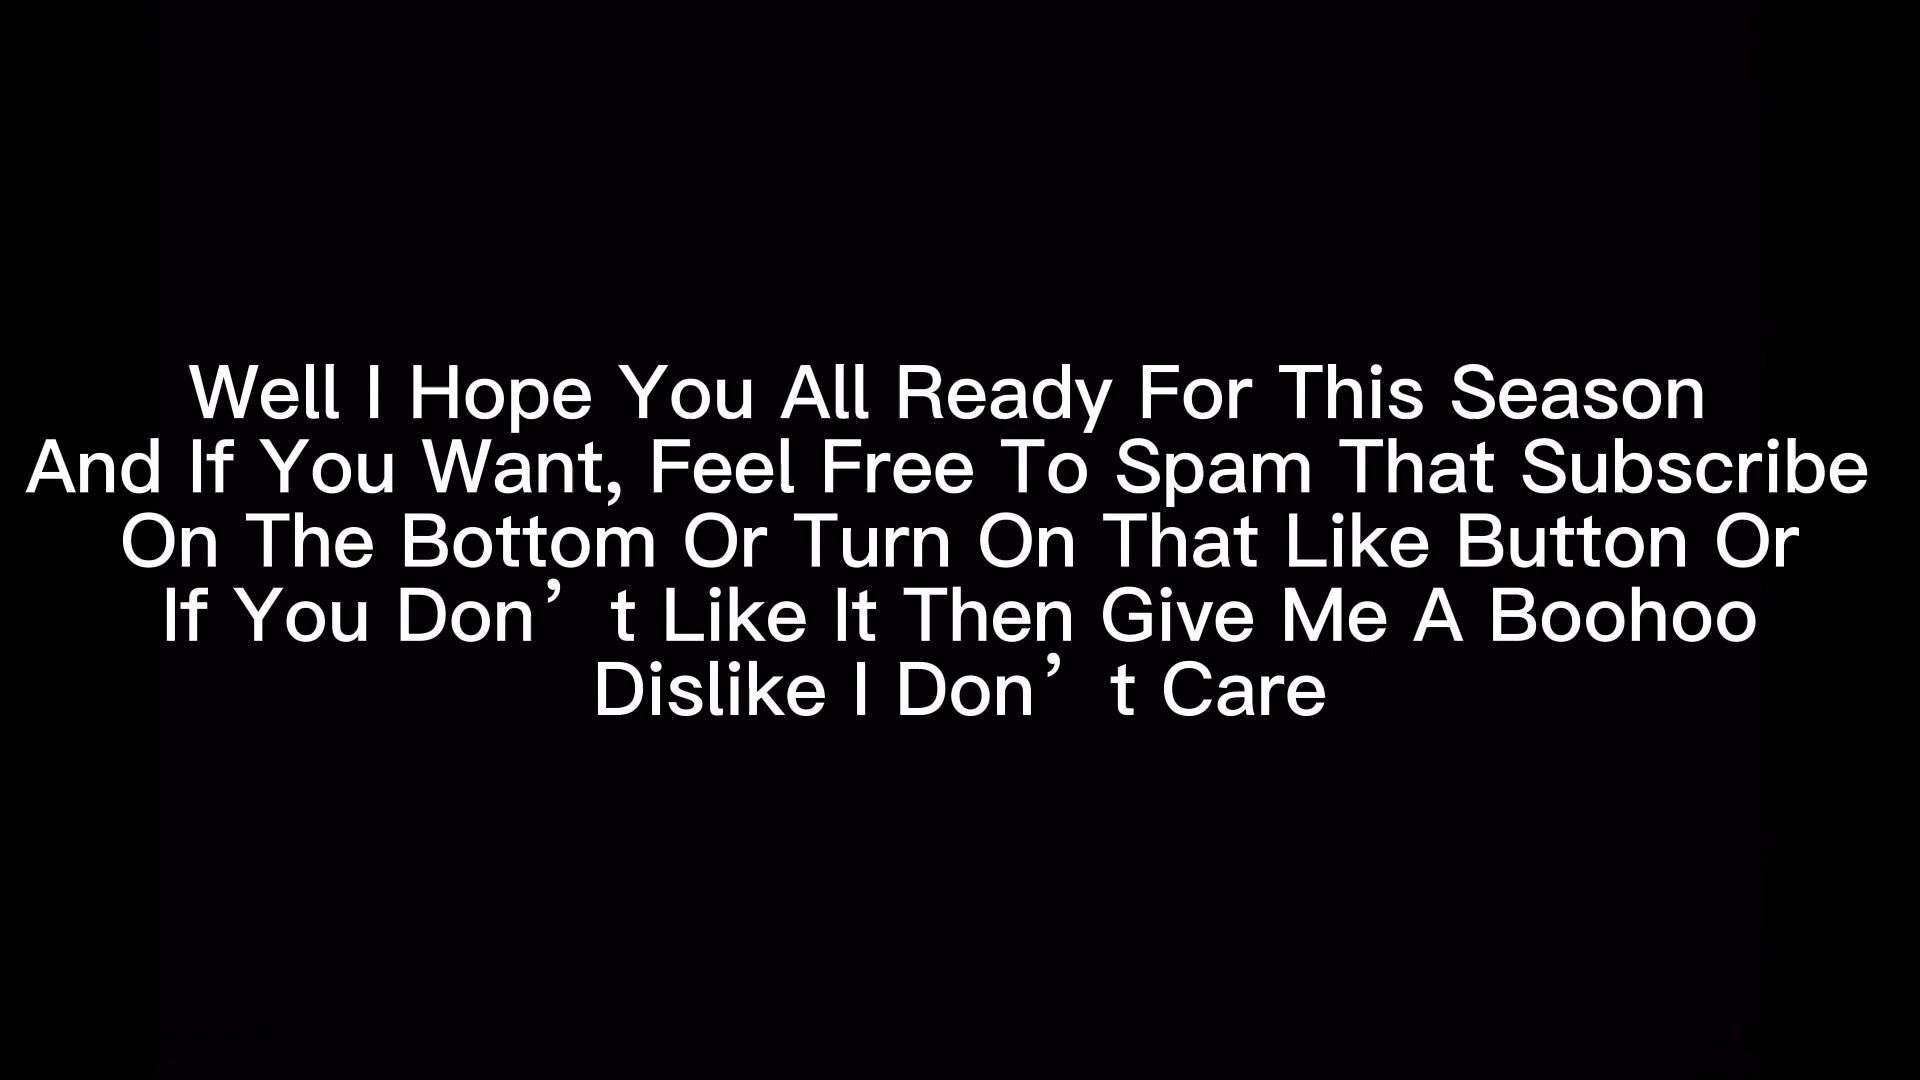 Well I Hope You All Ready For This Season
And If You Want, Feel Free To Spam That Subscribe
On The Bottom Or Turn On That Like Button Or
If You Don’t Like It Then Give Me A Boohoo
Dislike I Don’t Care